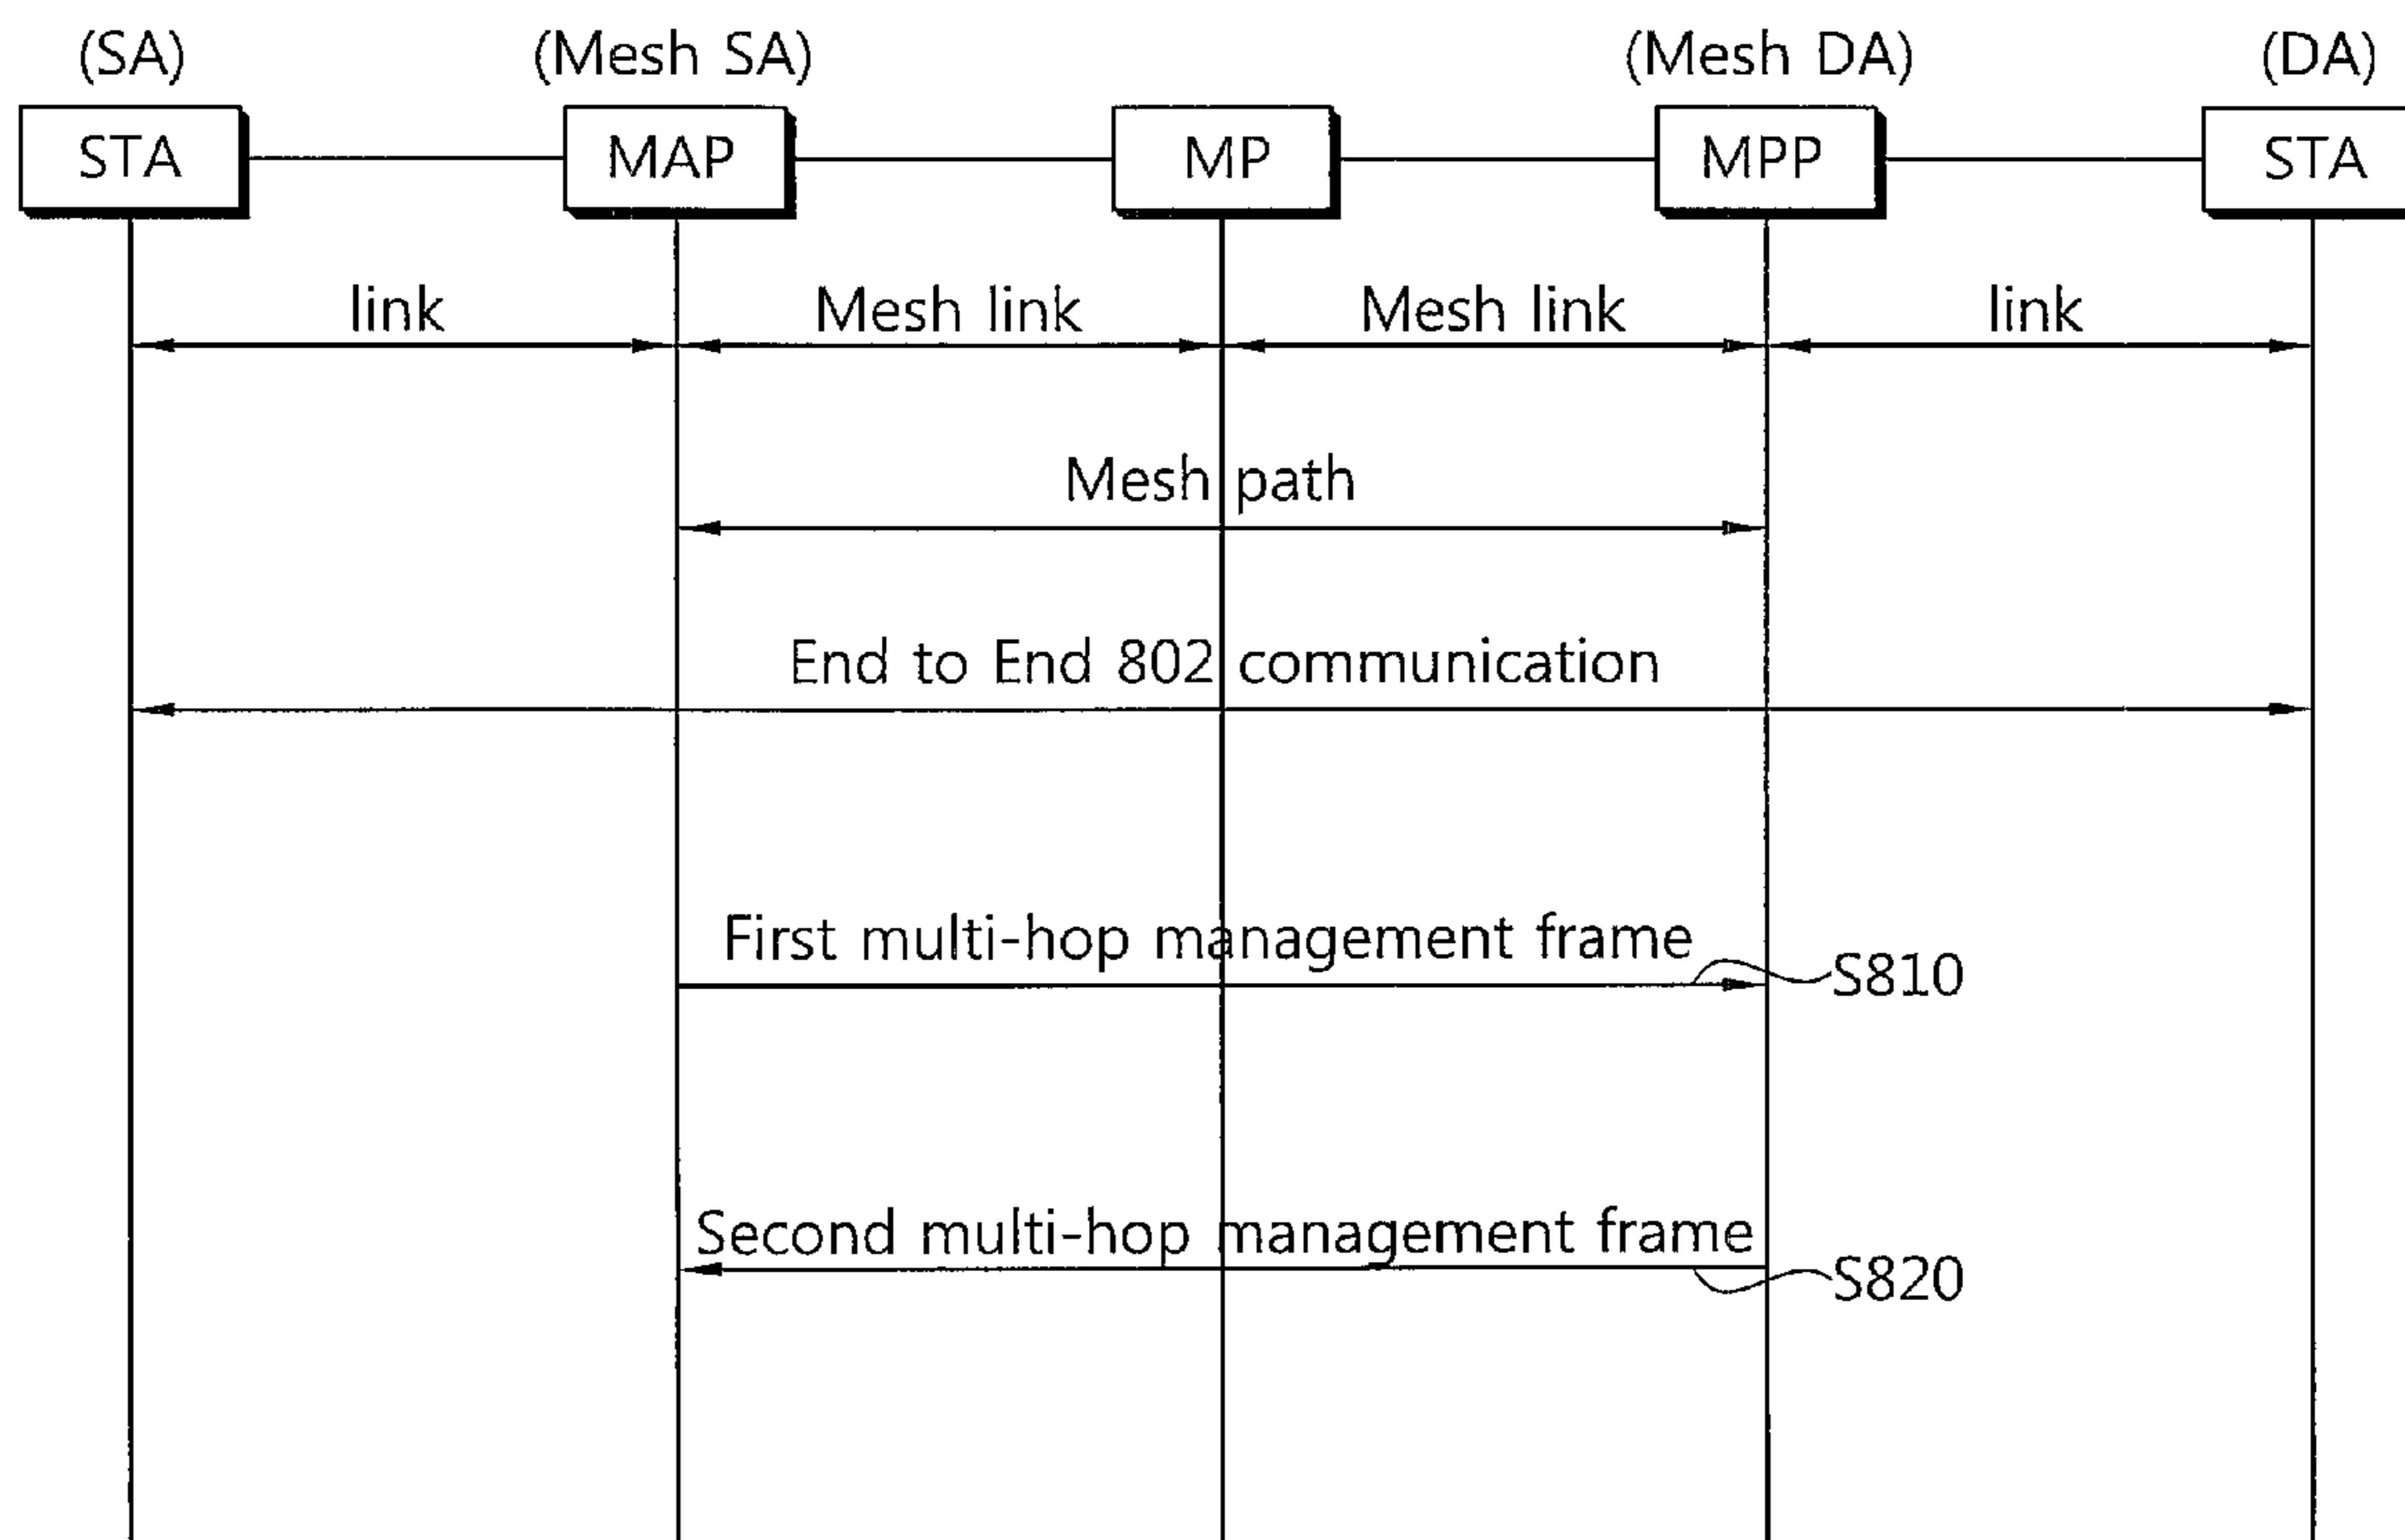 (SA) (Mesh SA) (Mesh DA) (DA)
STA MAP MP MPP STA
link Mesh link Mesh link link
Mesh path
End to End 802 communication
First multi-hop management frame
S810
Second multi-hop management frame
S820